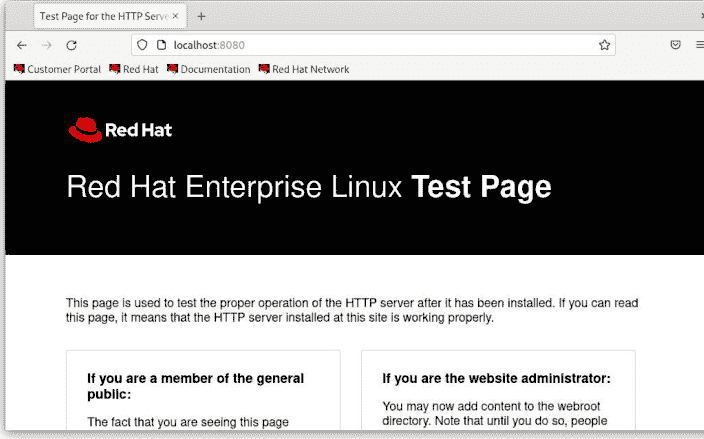 Test Page for the HTTP Serve
localhost:8080
Customer Portal Red Hat Documentation Red Hat Network
Red Hat
Red Hat Enterprise Linux Test Page
This page is used to test the proper operation of the HTTP server after it has been installed. If you can read
this page, it means that the HTTP server installed at this site is working properly.
If you are a member of the general
public:
The fact that you are seeing this page
If you are the website administrator:
You may now add content to the webroot
directory. Note that until you do so, people